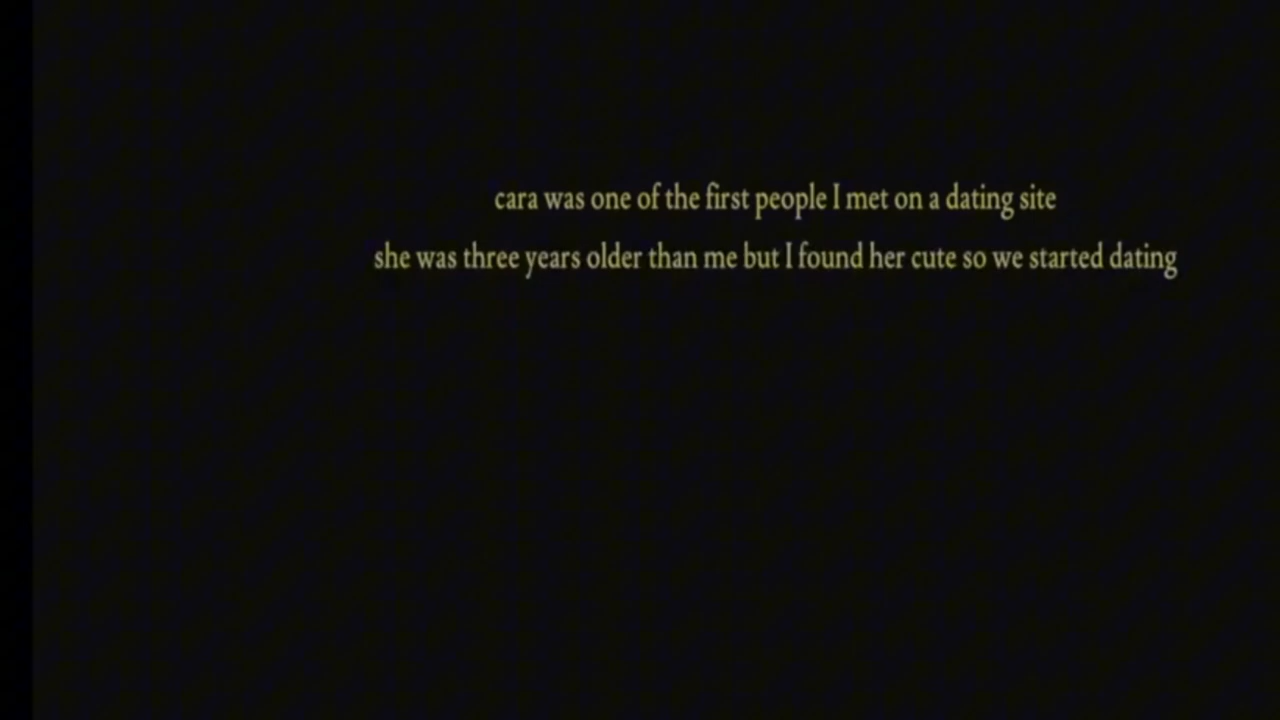 cara was one of the first people I met on a dating site
she was three years older than me but I found her cute so we started dating